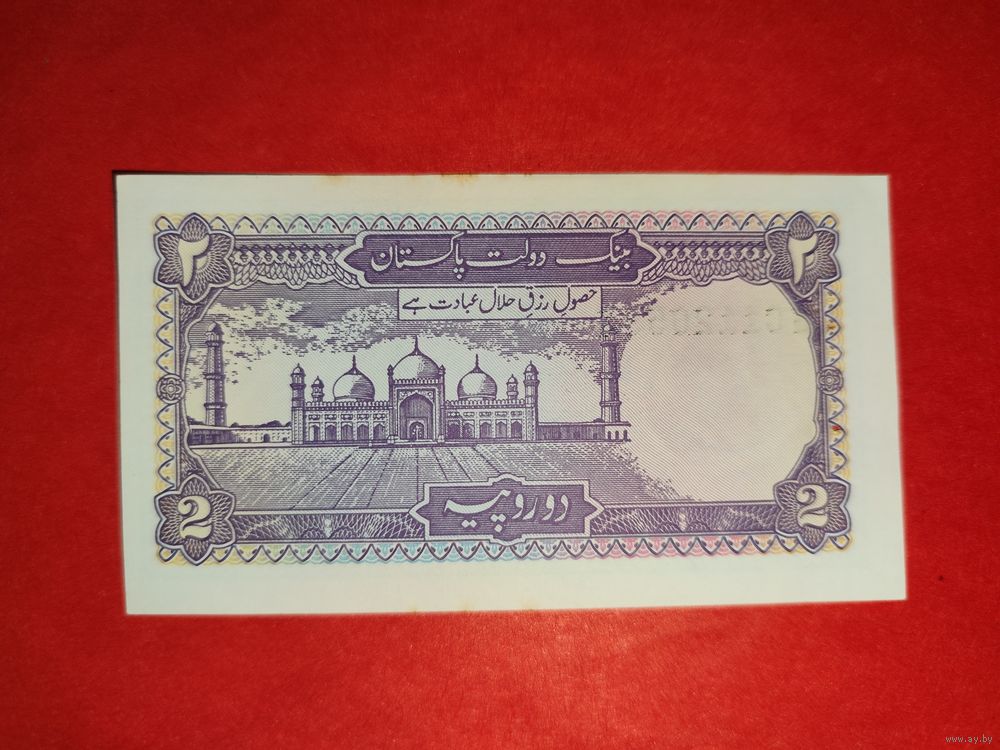 ۲ بینک دولت پاکستان ۲
حصولِ رزقِ حلال عبادت ہے
2 دو روپیہ 2
www.ay.by